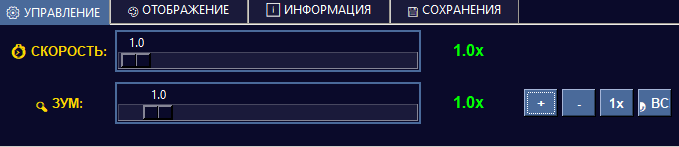 УПРАВЛЕНИЕ ОТОБРАЖЕНИЕ ИНФОРМАЦИЯ СОХРАНЕНИЯ
1.0
СКОРОСТЬ: 1.0x
1.0
ЗУМ: 1.0x + - 1x ВС